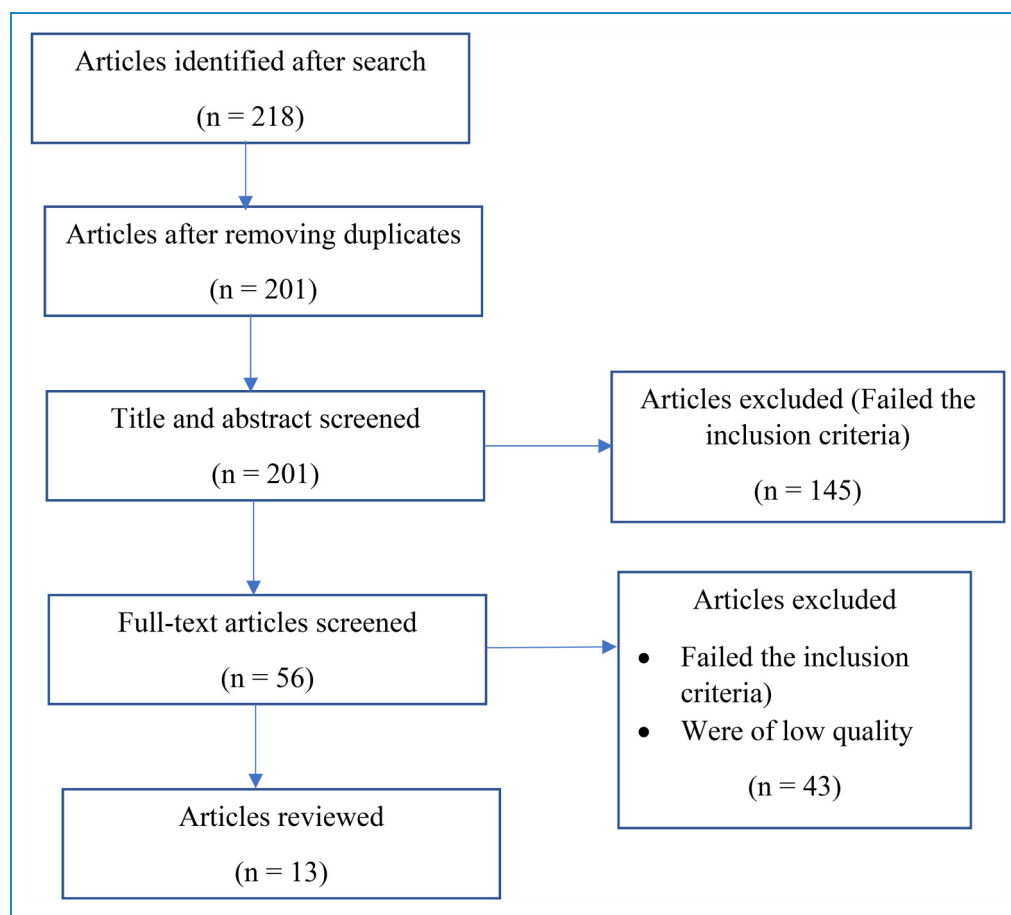 Articles identified after search
(n = 218)
Articles after removing duplicates
(n = 201)
Title and abstract screened
(n = 201)
Articles excluded (Failed the
inclusion criteria)
(n = 145)
Full-text articles screened
(n = 56)
Articles excluded
• Failed the inclusion
criteria)
• Were of low quality
(n = 43)
Articles reviewed
(n = 13)